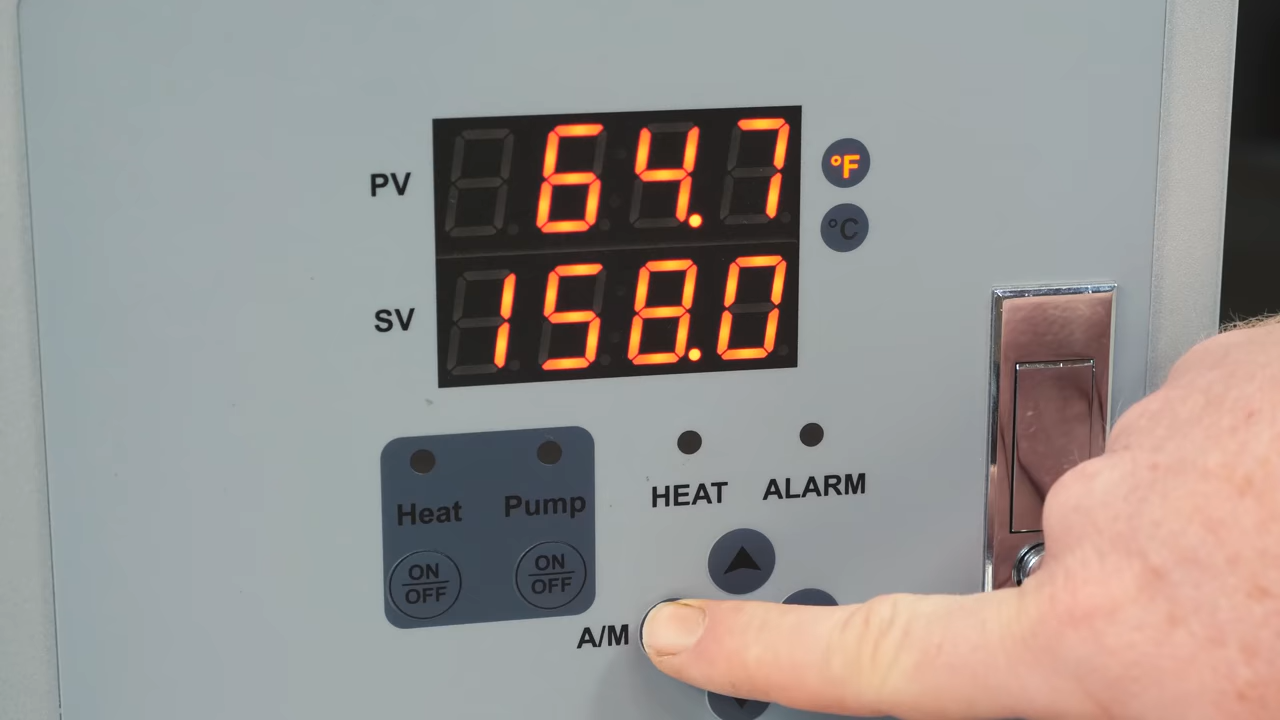 PV 64.7 °F
°C
SV 158.0
Heat Pump
HEAT ALARM
ON
OFF
ON
OFF
A/M